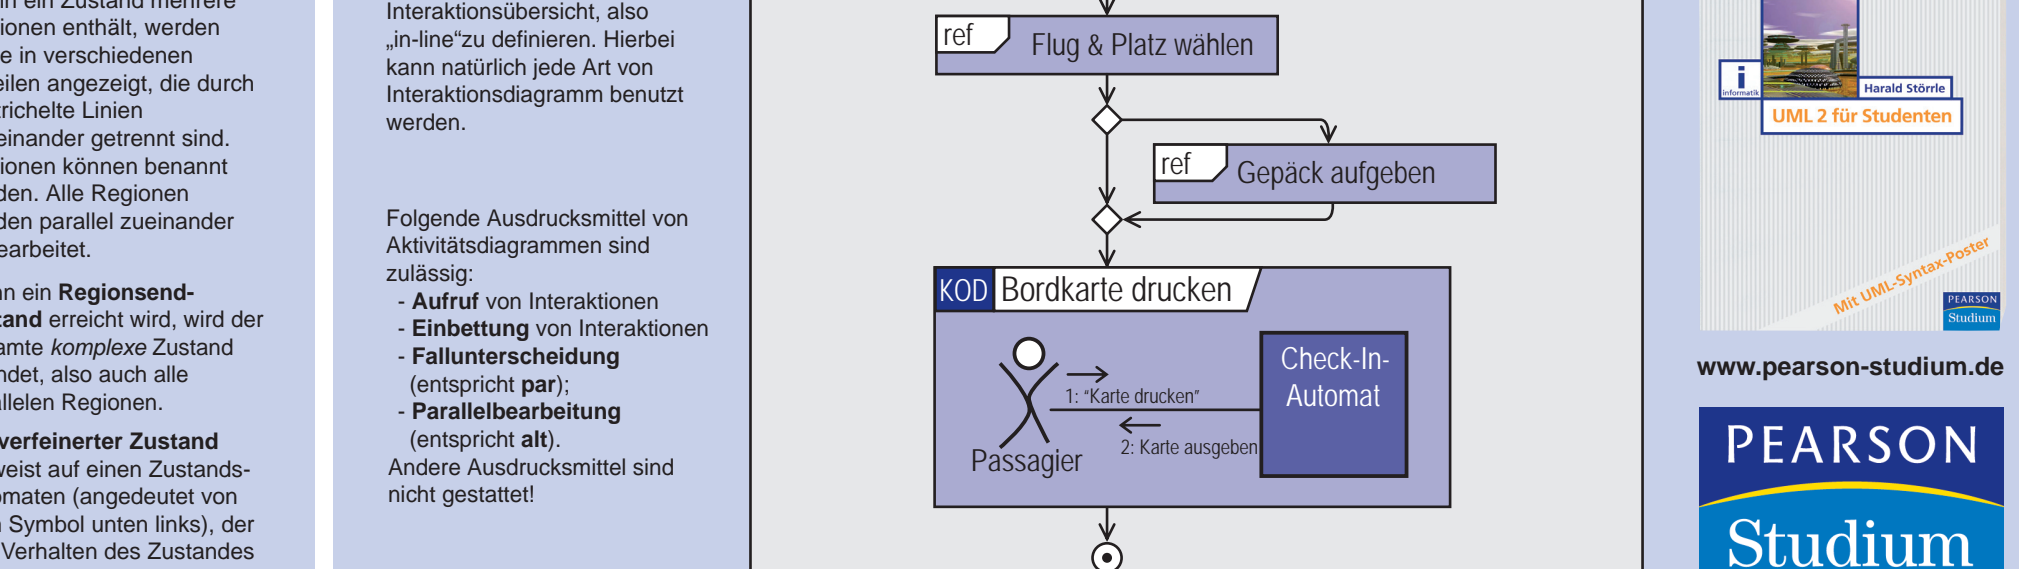 in ein Zustand mehrere
ionen enthält, werden
e in verschiedenen
eilen angezeigt, die durch
trichelte Linien
einander getrennt sind.
ionen können benannt
den. Alle Regionen
den parallel zueinander
earbeitet.
nn ein Regionsend-
tand erreicht wird, wird der
amte komplexe Zustand
ndet, also auch alle
allelen Regionen.
verfeinerter Zustand
weist auf einen Zustands-
omaten (angedeutet von
n Symbol unten links), der
Verhalten des Zustandes
Interaktionsübersicht, also
„in-line“zu definieren. Hierbei
kann natürlich jede Art von
Interaktionsdiagramm benutzt
werden.
Folgende Ausdrucksmittel von
Aktivitätsdiagrammen sind
zulässig:
- Aufruf von Interaktionen
- Einbettung von Interaktionen
- Fallunterscheidung
(entspricht par);
- Parallelbearbeitung
(entspricht alt).
Andere Ausdrucksmittel sind
nicht gestattet!
ref
Flug & Platz wählen
ref
Gepäck aufgeben
KOD Bordkarte drucken
Check-In-
Automat
1: “Karte drucken”
2: Karte ausgeben
Passagier
i
informatik
Harald Störrle
UML 2 für Studenten
Mit UML-Syntax-Poster
PEARSON
Studium
www.pearson-studium.de
PEARSON
Studium